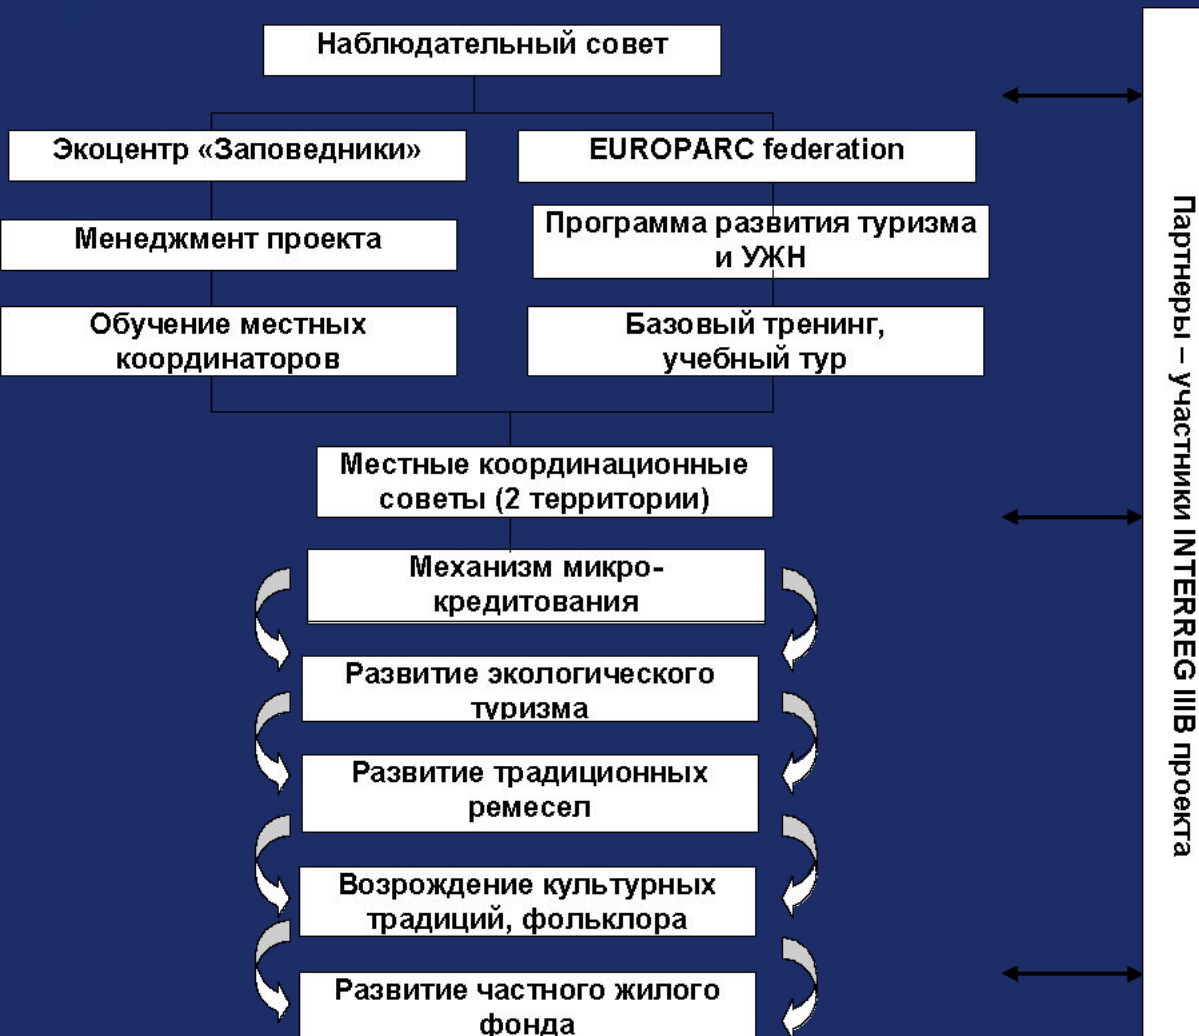 Наблюдательный совет
Экоцентр «Заповедники»
EUROPARC federation
Менеджмент проекта
Программа развития туризма
и УЖН
Обучение местных
координаторов
Базовый тренинг,
учебный тур
Местные координационные
советы (2 территории)
Механизм микро-
кредитования
Развитие экологического
туризма
Развитие традиционных
ремесел
Возрождение культурных
традиций, фольклора
Развитие частного жилого
фонда
Партнеры – участники INTERREG IIIB проекта